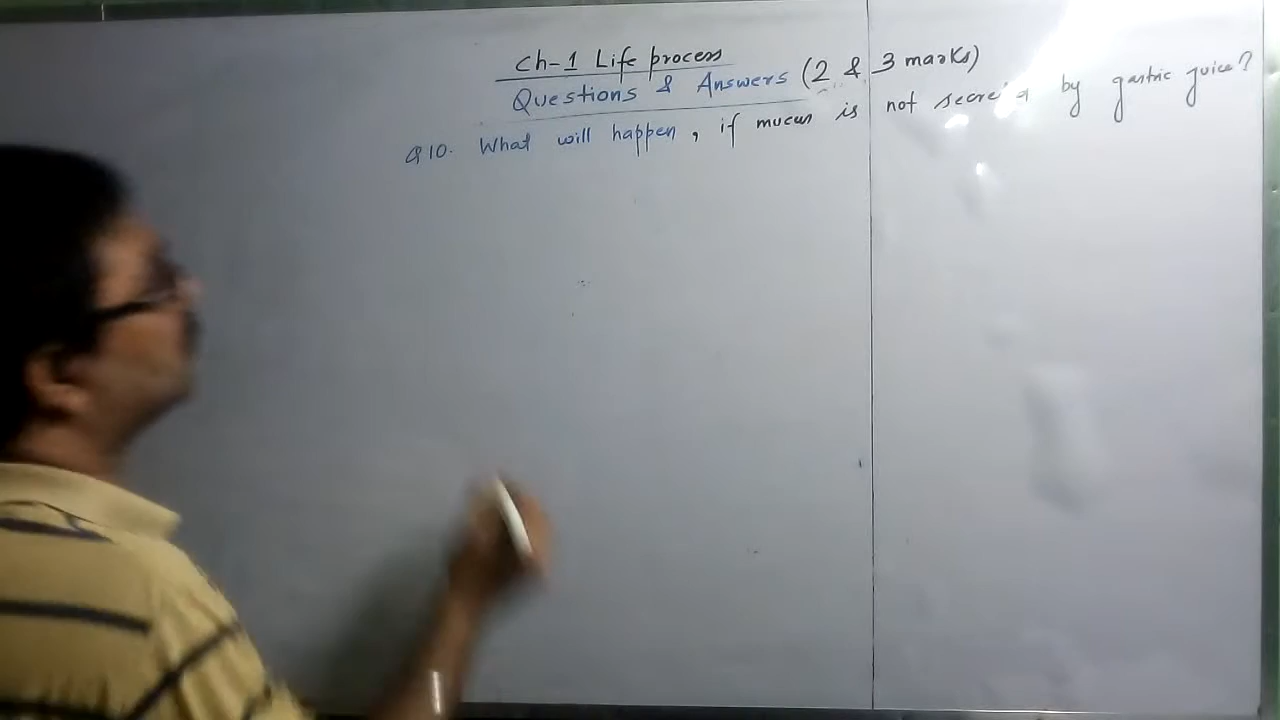 Ch-1 Life process
Questions & Answers (2 & 3 marks)
Q10. What will happen, if mucus is not by gastric juice?